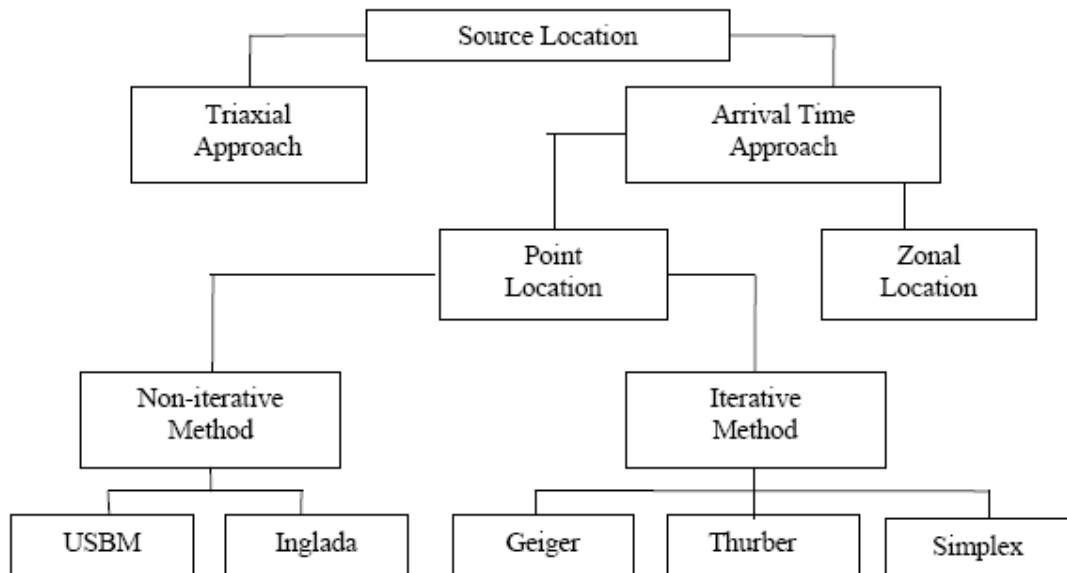 Source Location
Triaxial
Approach
Arrival Time
Approach
Point
Location
Zonal
Location
Non-iterative
Method
Iterative
Method
USBM
Inglada
Geiger
Thurber
Simplex